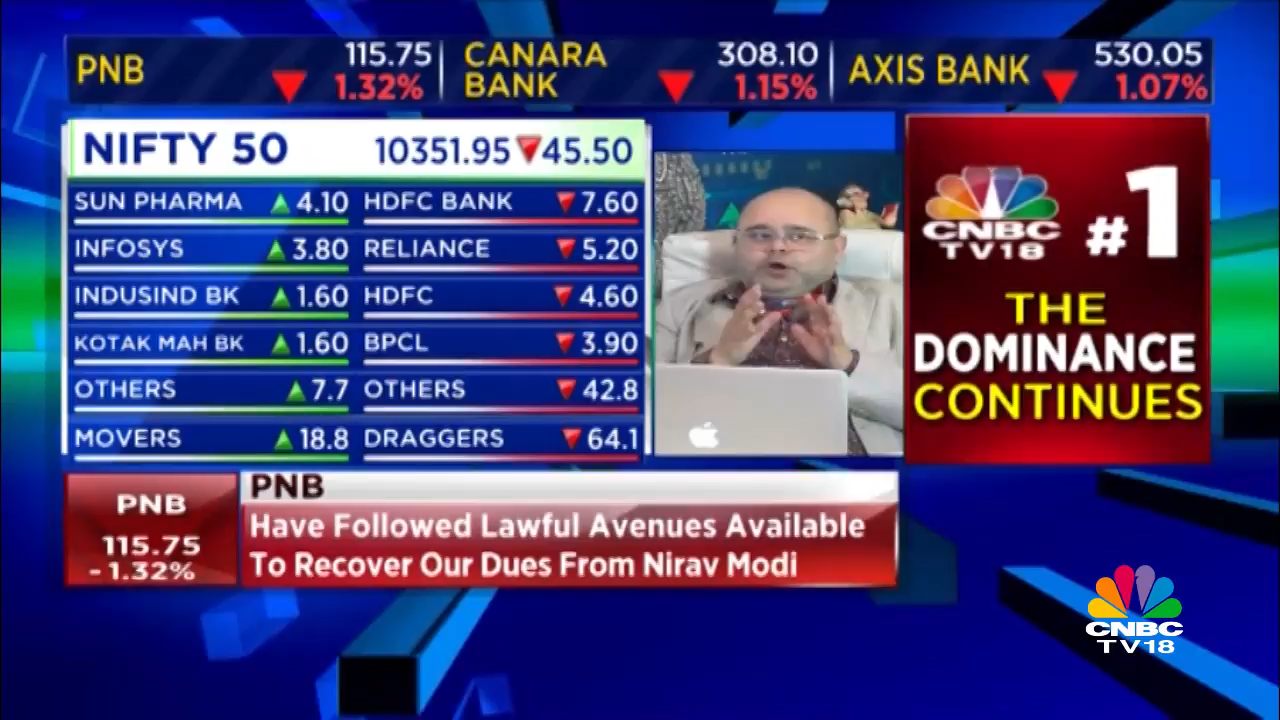 PNB
115.75
1.32%
CANARA
BANK
308.10
1.15%
AXIS BANK
530.05
1.07%
NIFTY 50 10351.95 45.50
SUN PHARMA 4.10 HDFC BANK 7.60
INFOSYS 3.80 RELIANCE 5.20
INDUSIND BK 1.60 HDFC 4.60
KOTAK MAH BK 1.60 BPCL 3.90
OTHERS 7.7 OTHERS 42.8
MOVERS 18.8 DRAGGERS 64.1
CNBC
TV18
#1
THE
DOMINANCE
CONTINUES
PNB
115.75
-1.32%
PNB
Have Followed Lawful Avenues Available
To Recover Our Dues From Nirav Modi
CNBC
TV18